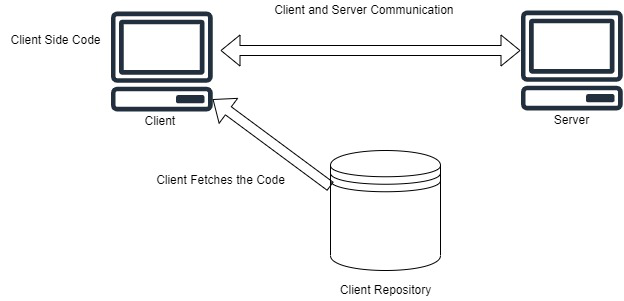 Client and Server Communication
Client Side Code
Client
Server
Client Fetches the Code
Client Repository